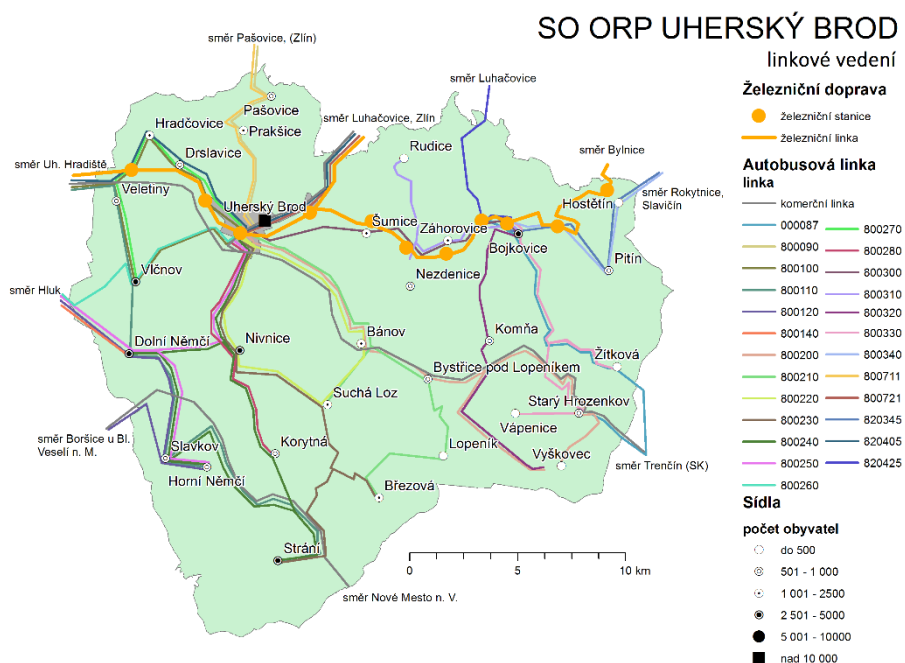 SO ORP UHERSKÝ BROD
linkové vedení
směr Pašovice, (Zlín)
směr Luhačovice
Pašovice
Hradčovice
Prakšice
směr Luhačovice, Zlín
Drslavice
Rudice
směr Bylnice
směr Uh. Hradiště
Veletiny
Uherský Brod
Hostětín
směr Rokytnice,
Slavičín
Šumice
Záhorovice
Bojkovice
Pitín
Vlčnov
Nezdenice
směr Hluk
Dolní Němčí
Nivnice
Bánov
Komňa
Žítková
Bystřice pod Lopeníkem
Suchá Loz
Starý Hrozenkov
Vápenice
směr Boršice u Bl.
Veselí n. M.
Slavkov
Korytná
Lopeník
Vyškovec
směr Trenčín (SK)
Horní Němčí
Březová
Strání
směr Nové Mesto n. V.
0 5 10 km
Železniční doprava
železniční stanice
železniční linka
Autobusová linka
linka
komerční linka
000087
800090
800100
800110
800120
800140
800200
800210
800220
800230
800240
800250
800260
800270
800280
800300
800310
800320
800330
800340
800711
800721
820345
820405
820425
Sídla
počet obyvatel
do 500
501 - 1 000
1 001 - 2500
2 501 - 5000
5 001 - 10000
nad 10 000